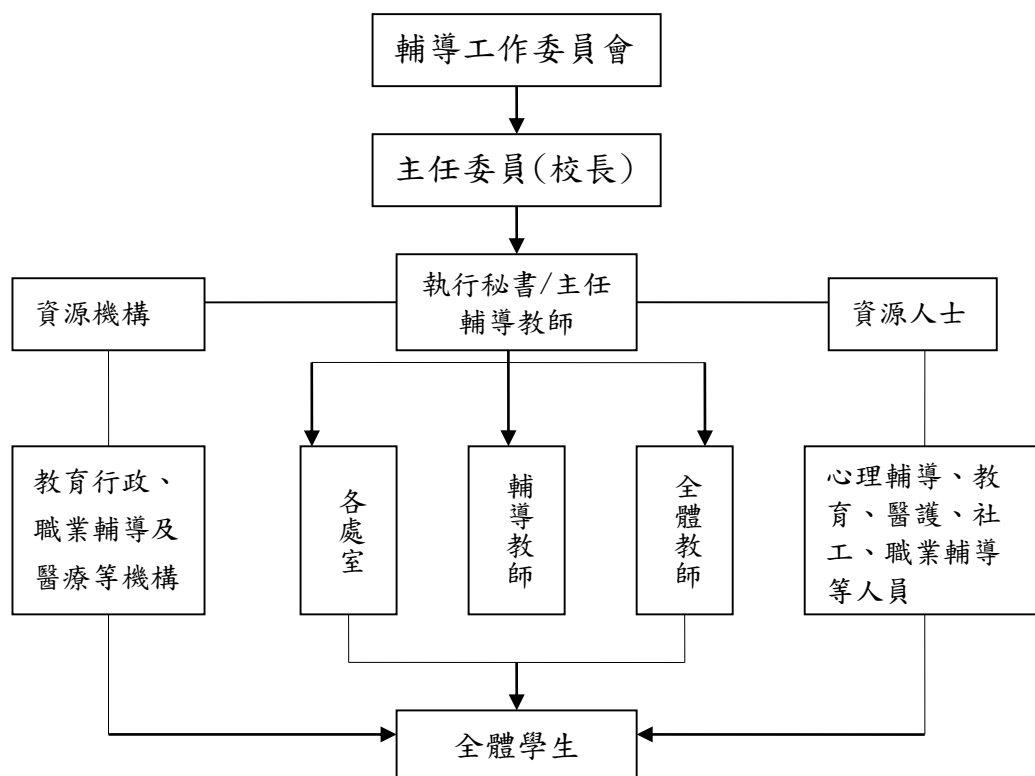 輔導工作委員會
主任委員(校長)
資源機構
執行秘書/主任
輔導教師
資源人士
教育行政、
職業輔導及
醫療等機構
各處室
輔導教師
全體教師
心理輔導、教
育、醫護、社
工、職業輔導
等人員
全體學生